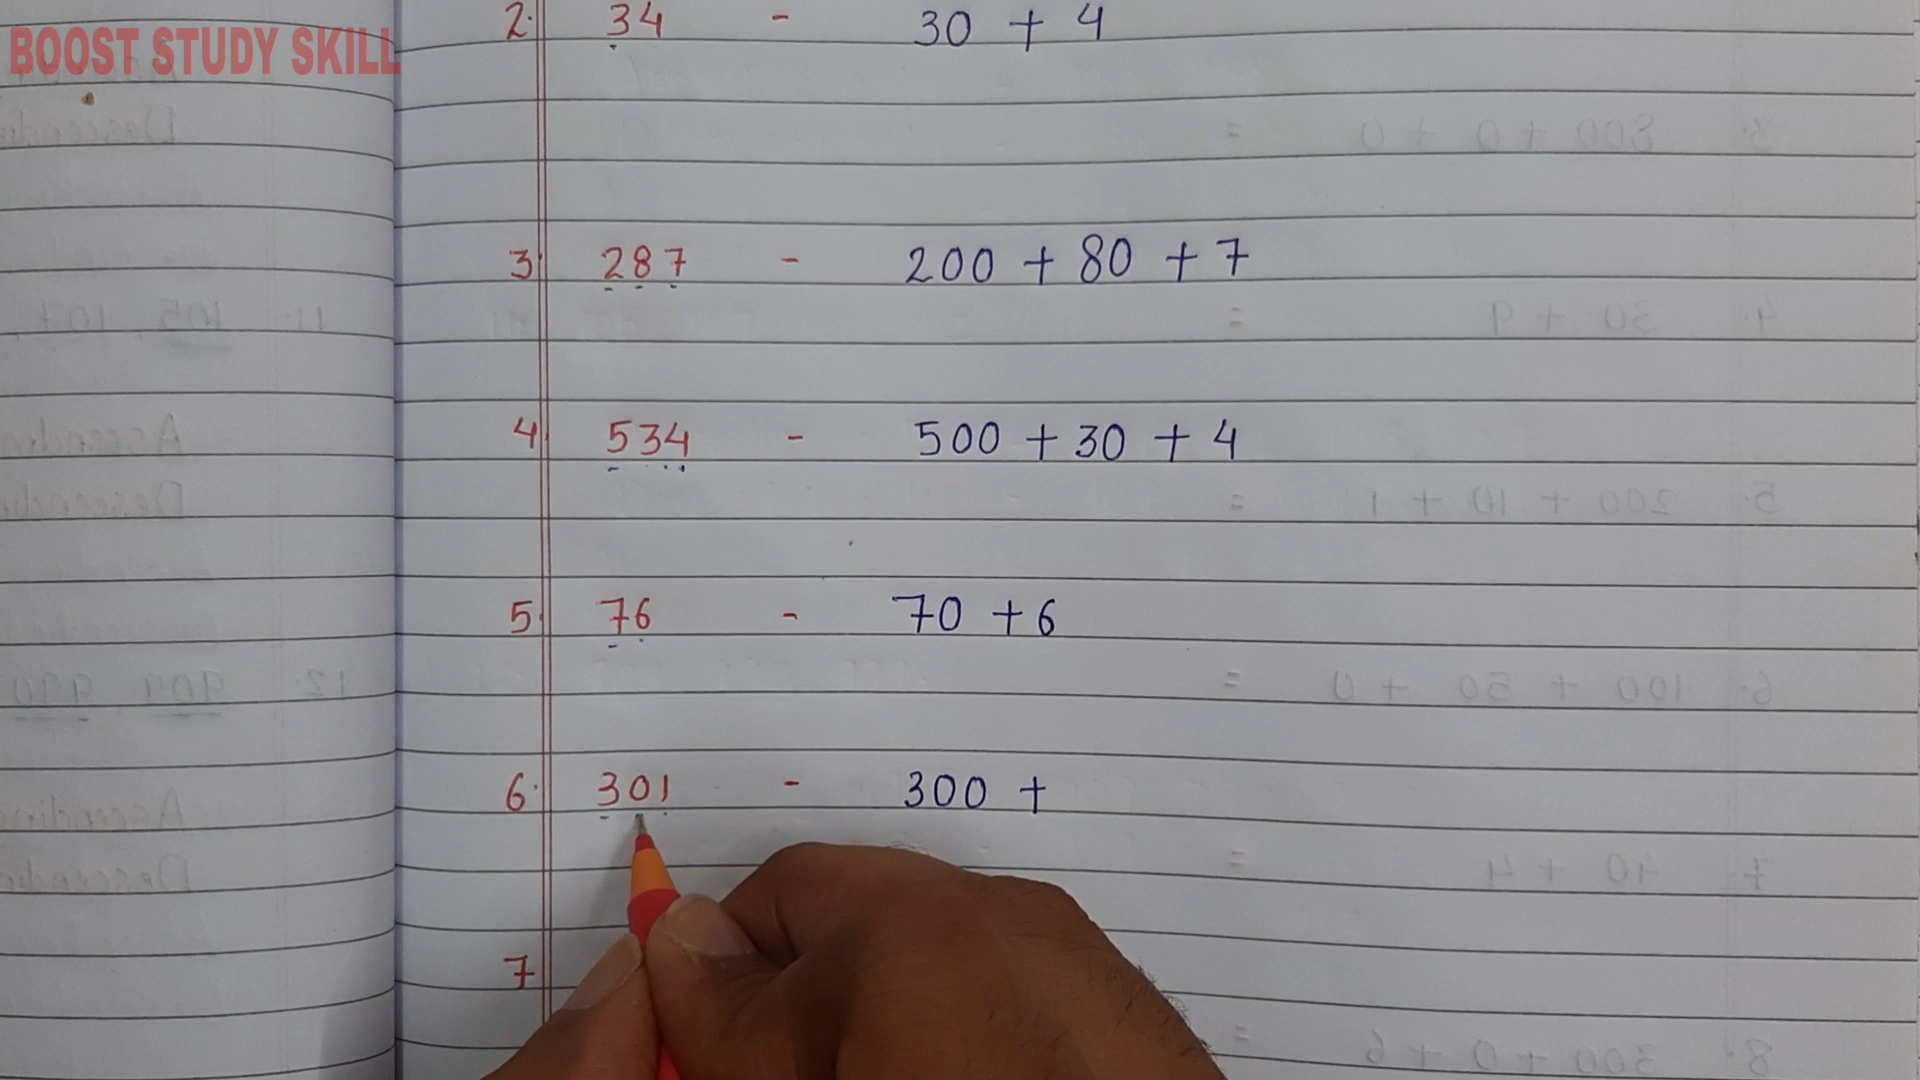 2. 34 - 30 + 4
BOOST STUDY SKILL
3. 287 - 200 + 80 + 7
4. 534 - 500 + 30 + 4
5. 76 - 70 + 6
6. 301 - 300 +
7